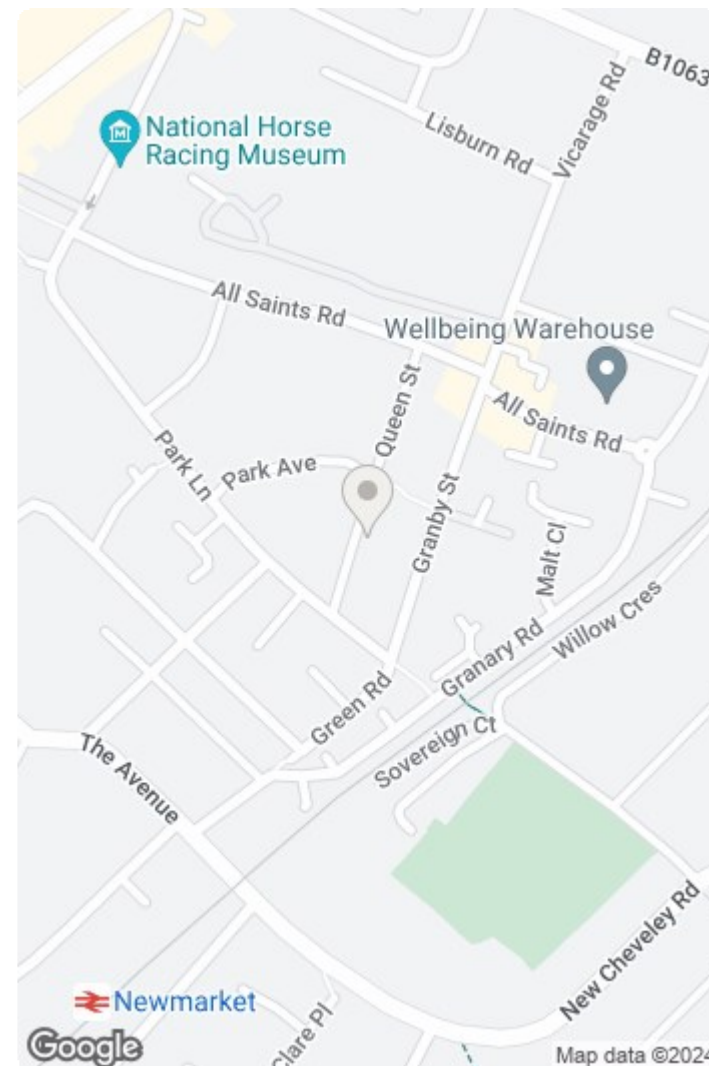 B1063
Vicarage Rd
Lisburn Rd
National Horse
Racing Museum
All Saints Rd
Wellbeing Warehouse
Queen St
All Saints Rd
Park Ln
Park Ave
Granby St
Malt Cl
Willow Cres
Granary Rd
Green Rd
Sovereign Ct
The Avenue
New Cheveley Rd
Newmarket
Clare Pl
Google
Map data ©2024